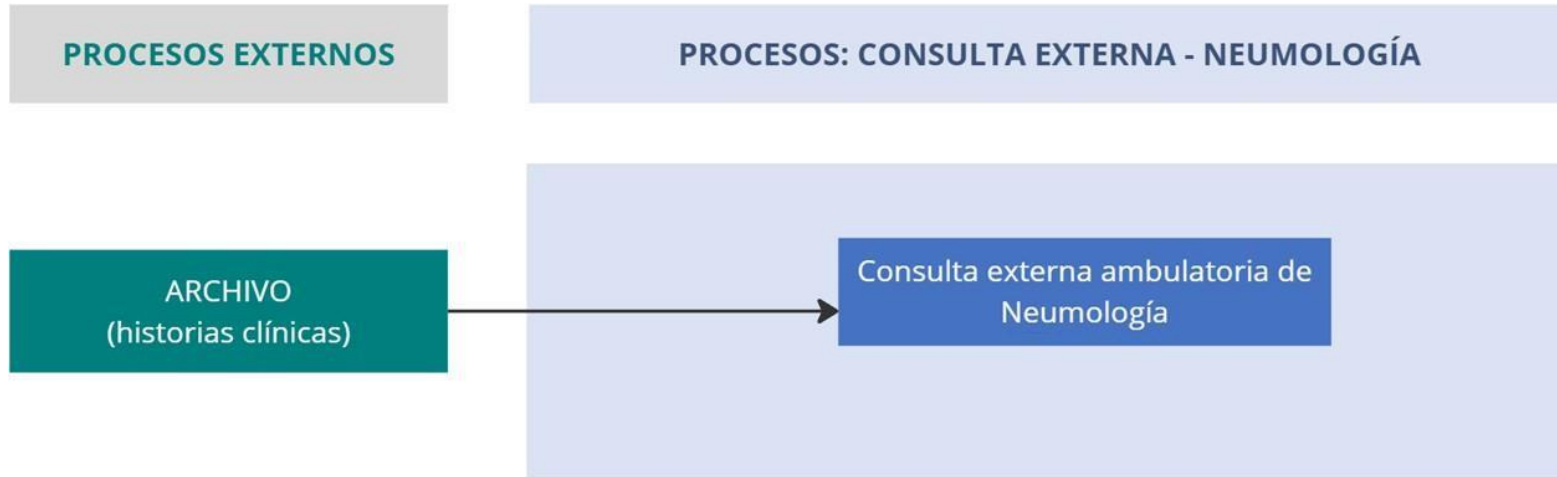 PROCESOS EXTERNOS
PROCESOS: CONSULTA EXTERNA - NEUMOLOGÍA
ARCHIVO
(historias clínicas)
Consulta externa ambulatoria de
Neumología